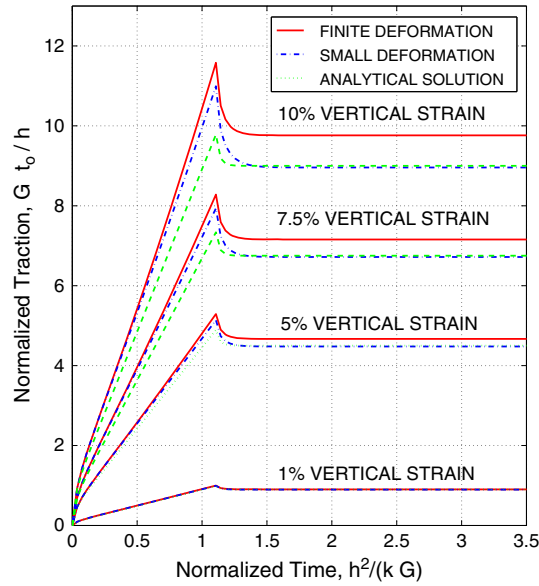 FINITE DEFORMATION
SMALL DEFORMATION
ANALYTICAL SOLUTION
10% VERTICAL STRAIN
7.5% VERTICAL STRAIN
5% VERTICAL STRAIN
1% VERTICAL STRAIN
Normalized Traction, G t_o / h
12
10
8
6
4
2
0
0 0.5 1 1.5 2 2.5 3 3.5
Normalized Time, h²/(k G)